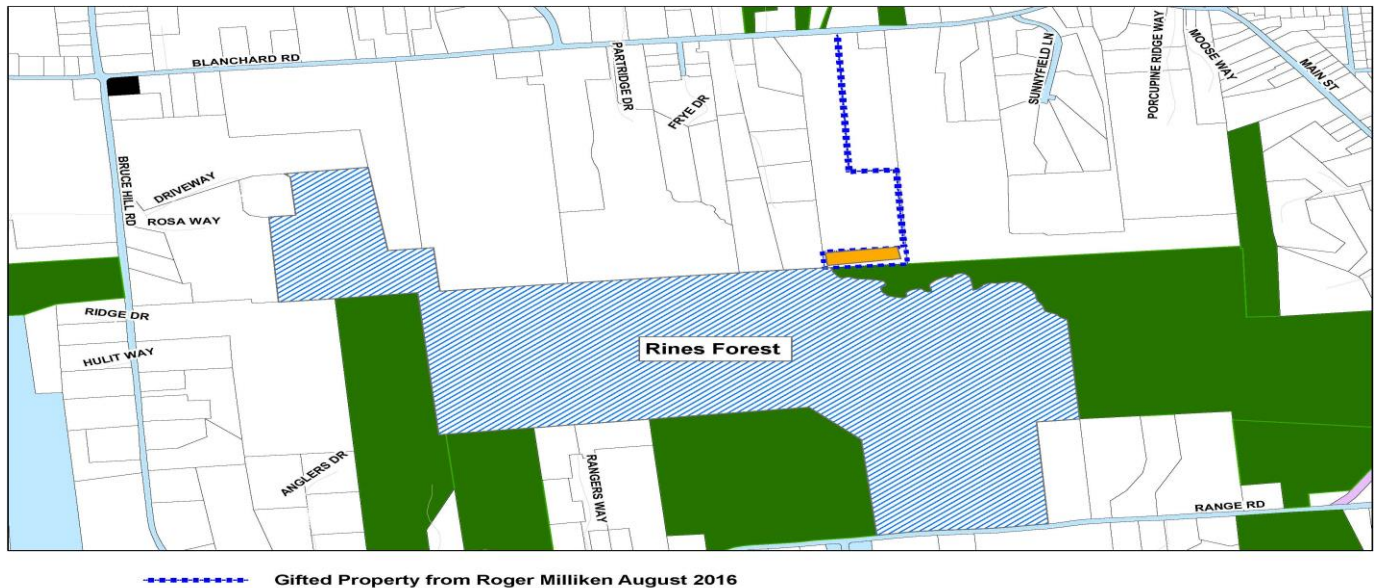 BLANCHARD RD
PARTRIDGE DR
FRYE DR
SUNNYFIELD LN
PORCUPINE RIDGE WAY
MOOSE WAY
MAIN ST
BRUCE HILL RD
DRIVEWAY
ROSA WAY
RIDGE DR
HULIT WAY
Rines Forest
ANGLERS DR
RANGERS WAY
RANGE RD
Gifted Property from Roger Milliken August 2016